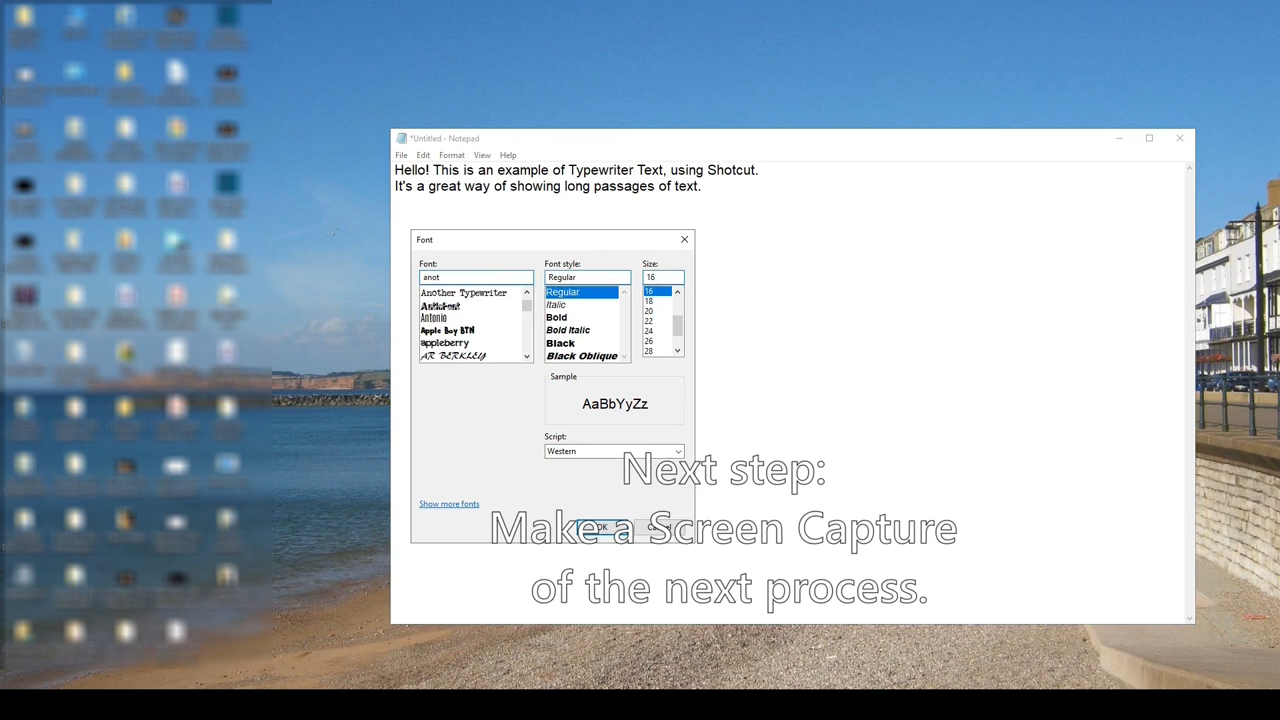 *Untitled - Notepad
File Edit Format View Help
Hello! This is an example of Typewriter Text, using Shotcut.
It's a great way of showing long passages of text.
Font
Font: Font style: Size:
anot Regular 16
Another Typewriter Regular 16
AntiFont Italic 18
Antonio Bold 20
Apple Boy BTN Bold Italic 22
appleberry Black 24
AR BERKLEY Black Oblique 26
28
Sample
AaBbYyZz
Script:
Western
Show more fonts
OK Cancel
Next step:
Make a Screen Capture
of the next process.